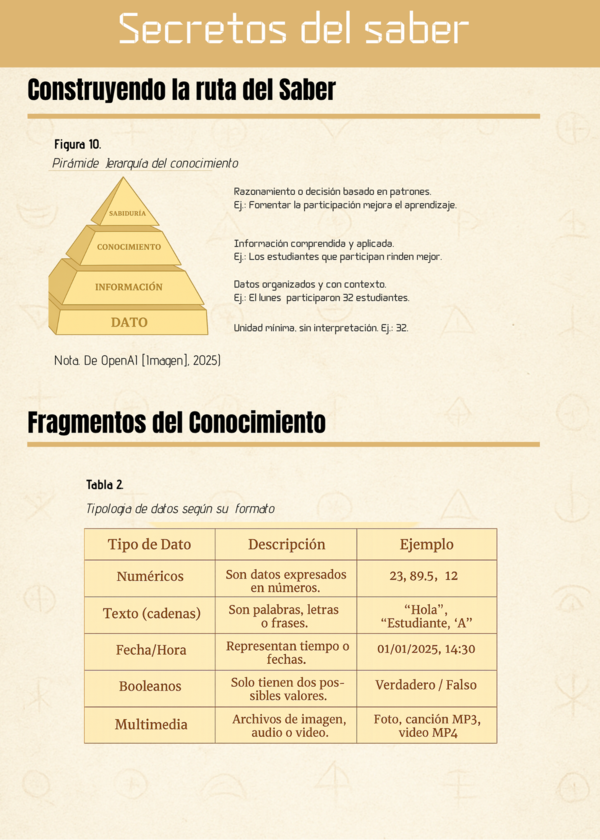 Secretos del saber
Construyendo la ruta del Saber
Figura 10.
Pirámide Jerarquía del conocimiento
SABIDURÍA
Razonamiento o decisión basado en patrones.
Ej.: Fomentar la participación mejora el aprendizaje.
CONOCIMIENTO
Información comprendida y aplicada.
Ej.: Los estudiantes que participan rinden mejor.
INFORMACIÓN
Datos organizados y con contexto.
Ej.: El lunes participaron 32 estudiantes.
DATO
Unidad mínima, sin interpretación. Ej.: 32.
Nota. De OpenAI [Imagen], 2025)
Fragmentos del Conocimiento
Tabla 2.
Tipologia de datos según su formato
Tipo de Dato Descripción Ejemplo
Numéricos Son datos expresados 23, 89.5, 12
en números.
Texto (cadenas) Son palabras, letras “Hola”,
o frases. “Estudiante, ‘A”
Fecha/Hora Representan tiempo o 01/01/2025, 14:30
fechas.
Booleanos Solo tienen dos pos- Verdadero / Falso
sibles valores.
Multimedia Archivos de imagen, Foto, canción MP3,
audio o video. video MP4